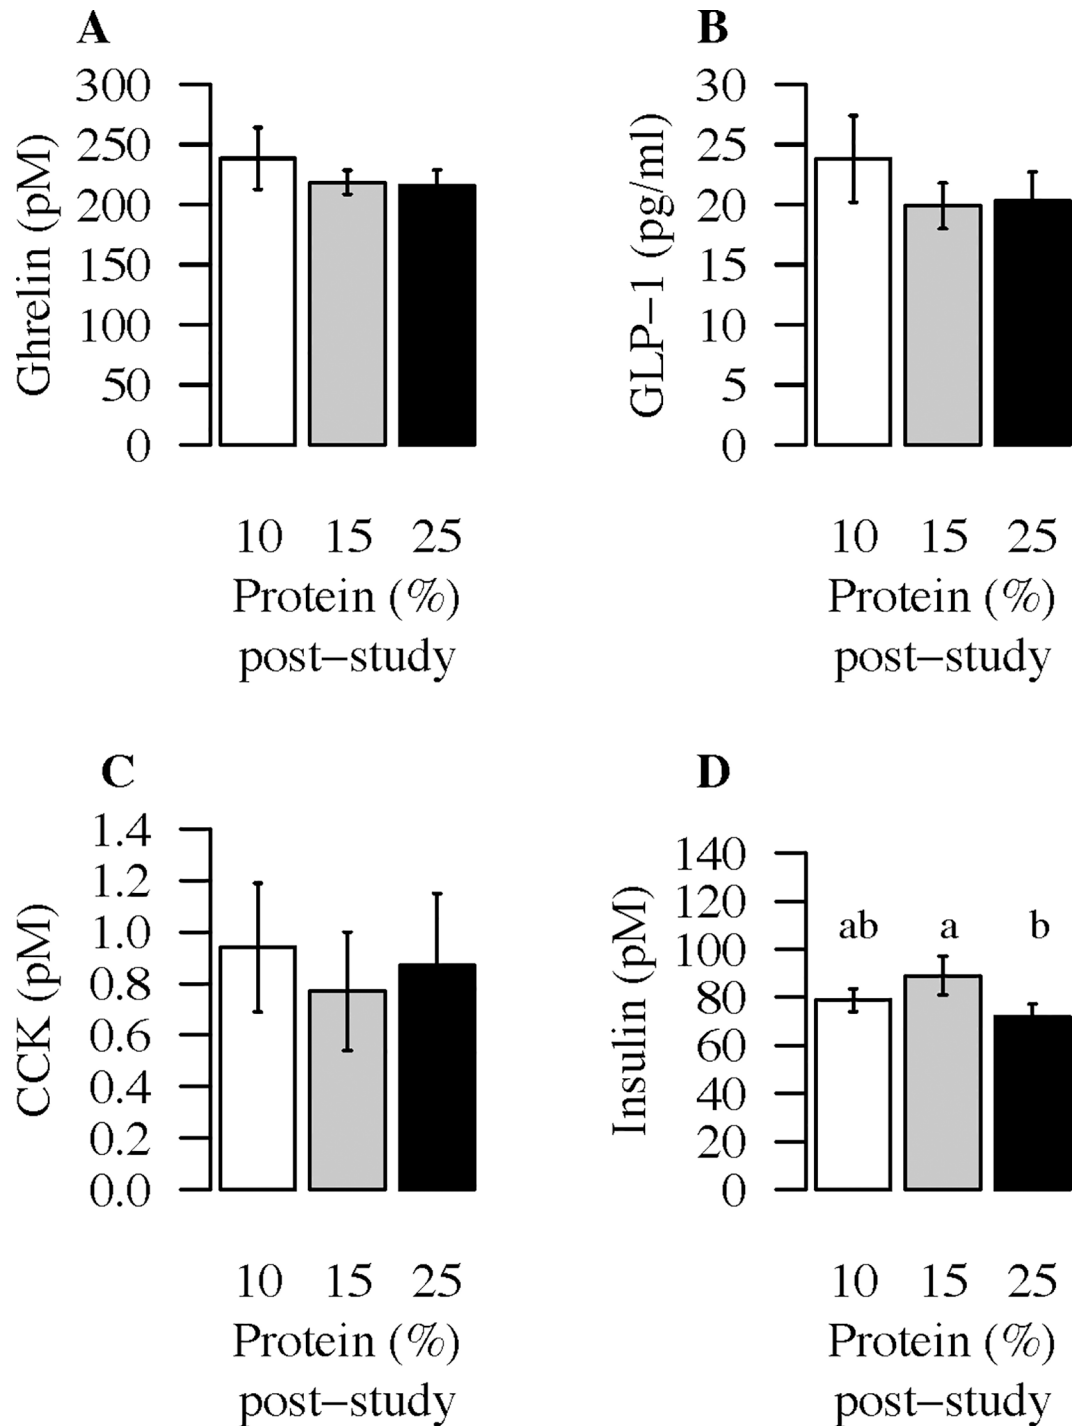 A
Ghrelin (pM)
300
250
200
150
100
50
0
10 15 25
Protein (%)
post–study
B
GLP–1 (pg/ml)
30
25
20
15
10
5
0
10 15 25
Protein (%)
post–study
C
CCK (pM)
1.4
1.2
1.0
0.8
0.6
0.4
0.2
0.0
10 15 25
Protein (%)
post–study
D
Insulin (pM)
140
120
100
80
60
40
20
0
ab a b
10 15 25
Protein (%)
post–study